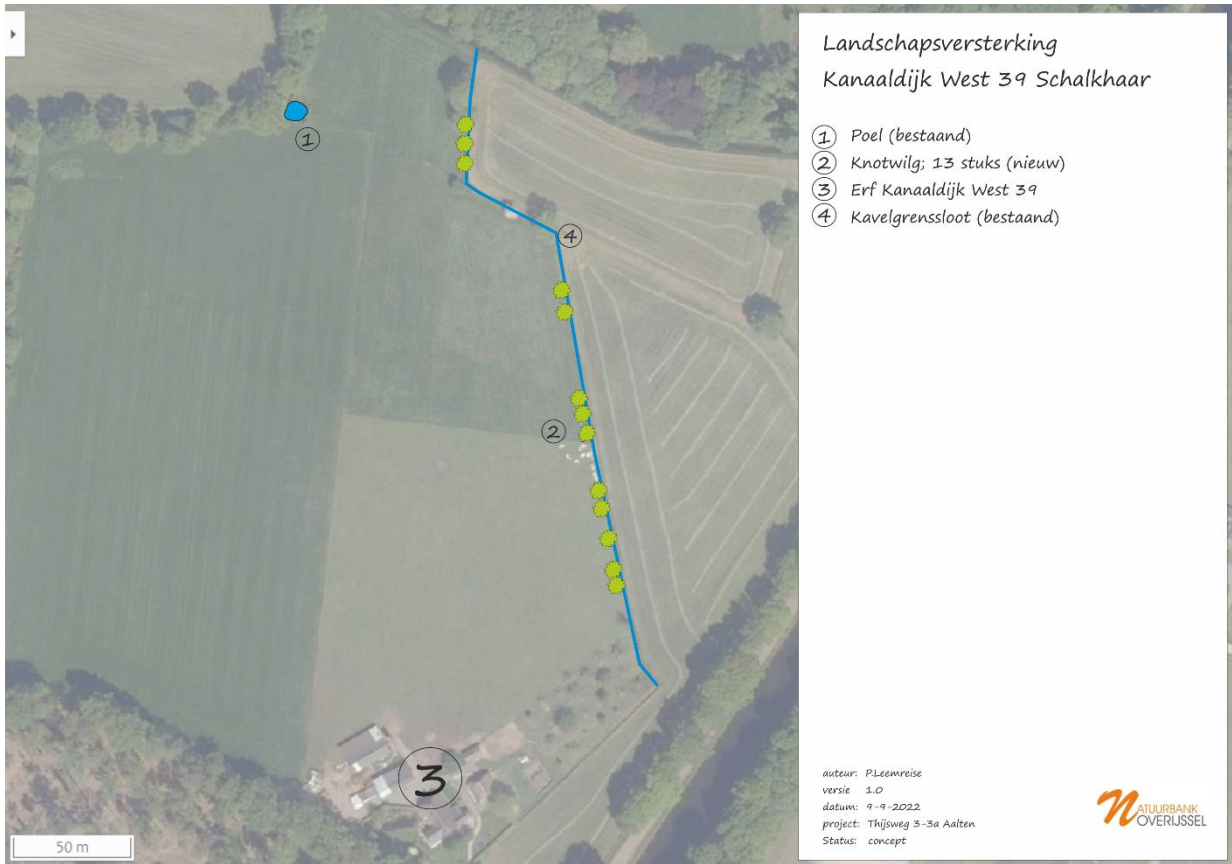 Landschapsversterking
Kanaaldijk West 39 Schalkhaar
1 Poel (bestaand)
2 Knotwilg; 13 stuks (nieuw)
3 Erf Kanaaldijk West 39
4 Kavelgrenssloot (bestaand)
1
4
2
3
50 m
auteur: P.Leemreise
versie 1.0
datum: 9-9-2022
project: Thijsweg 3-3a Aalten
Status: concept
NATUURBANK
OVERIJSSEL